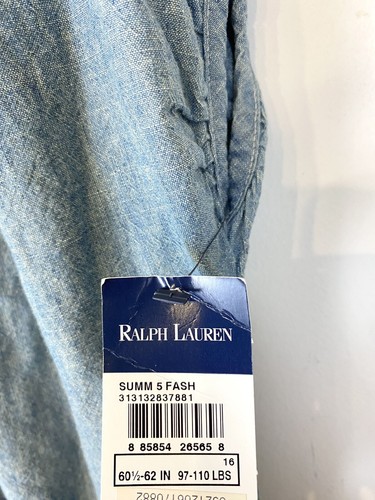 RALPH LAUREN
SUMM 5 FASH
313132837881
8 85854 26565 8
16
60½-62 IN 97-110 LBS